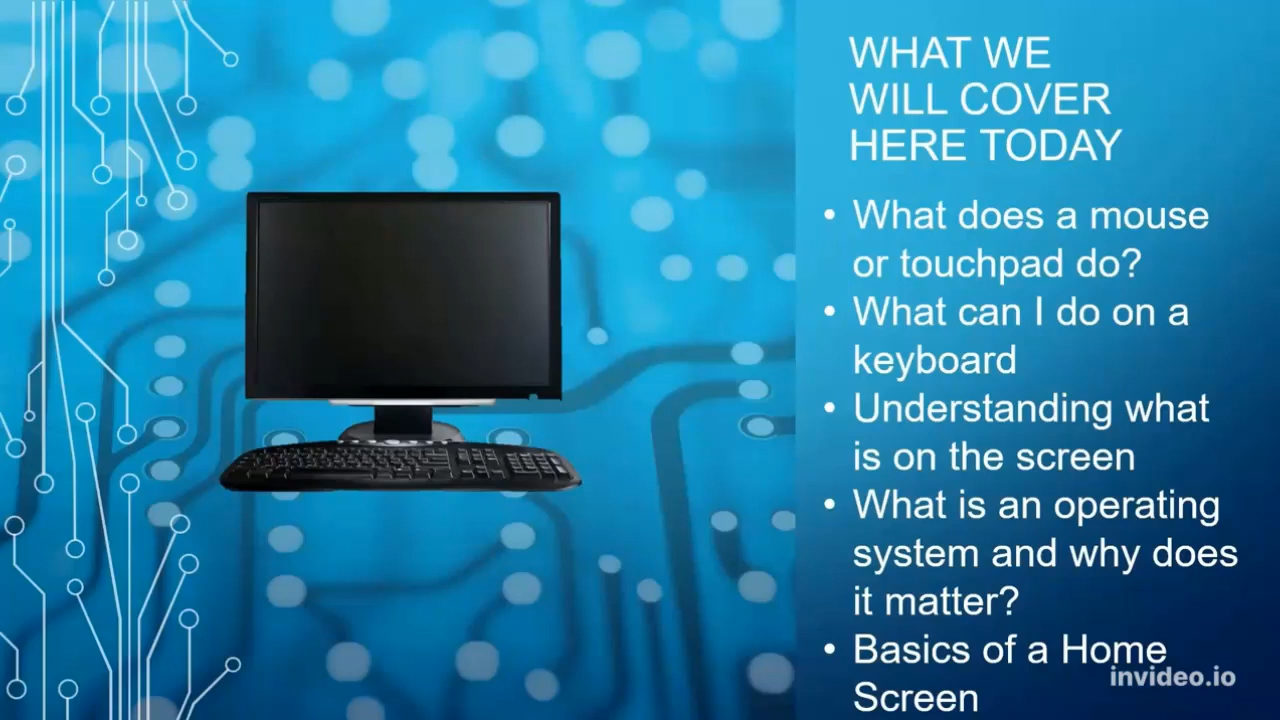 WHAT WE
WILL COVER
HERE TODAY
• What does a mouse
or touchpad do?
• What can I do on a
keyboard
• Understanding what
is on the screen
• What is an operating
system and why does
it matter?
• Basics of a Home
Screen
invideo.io